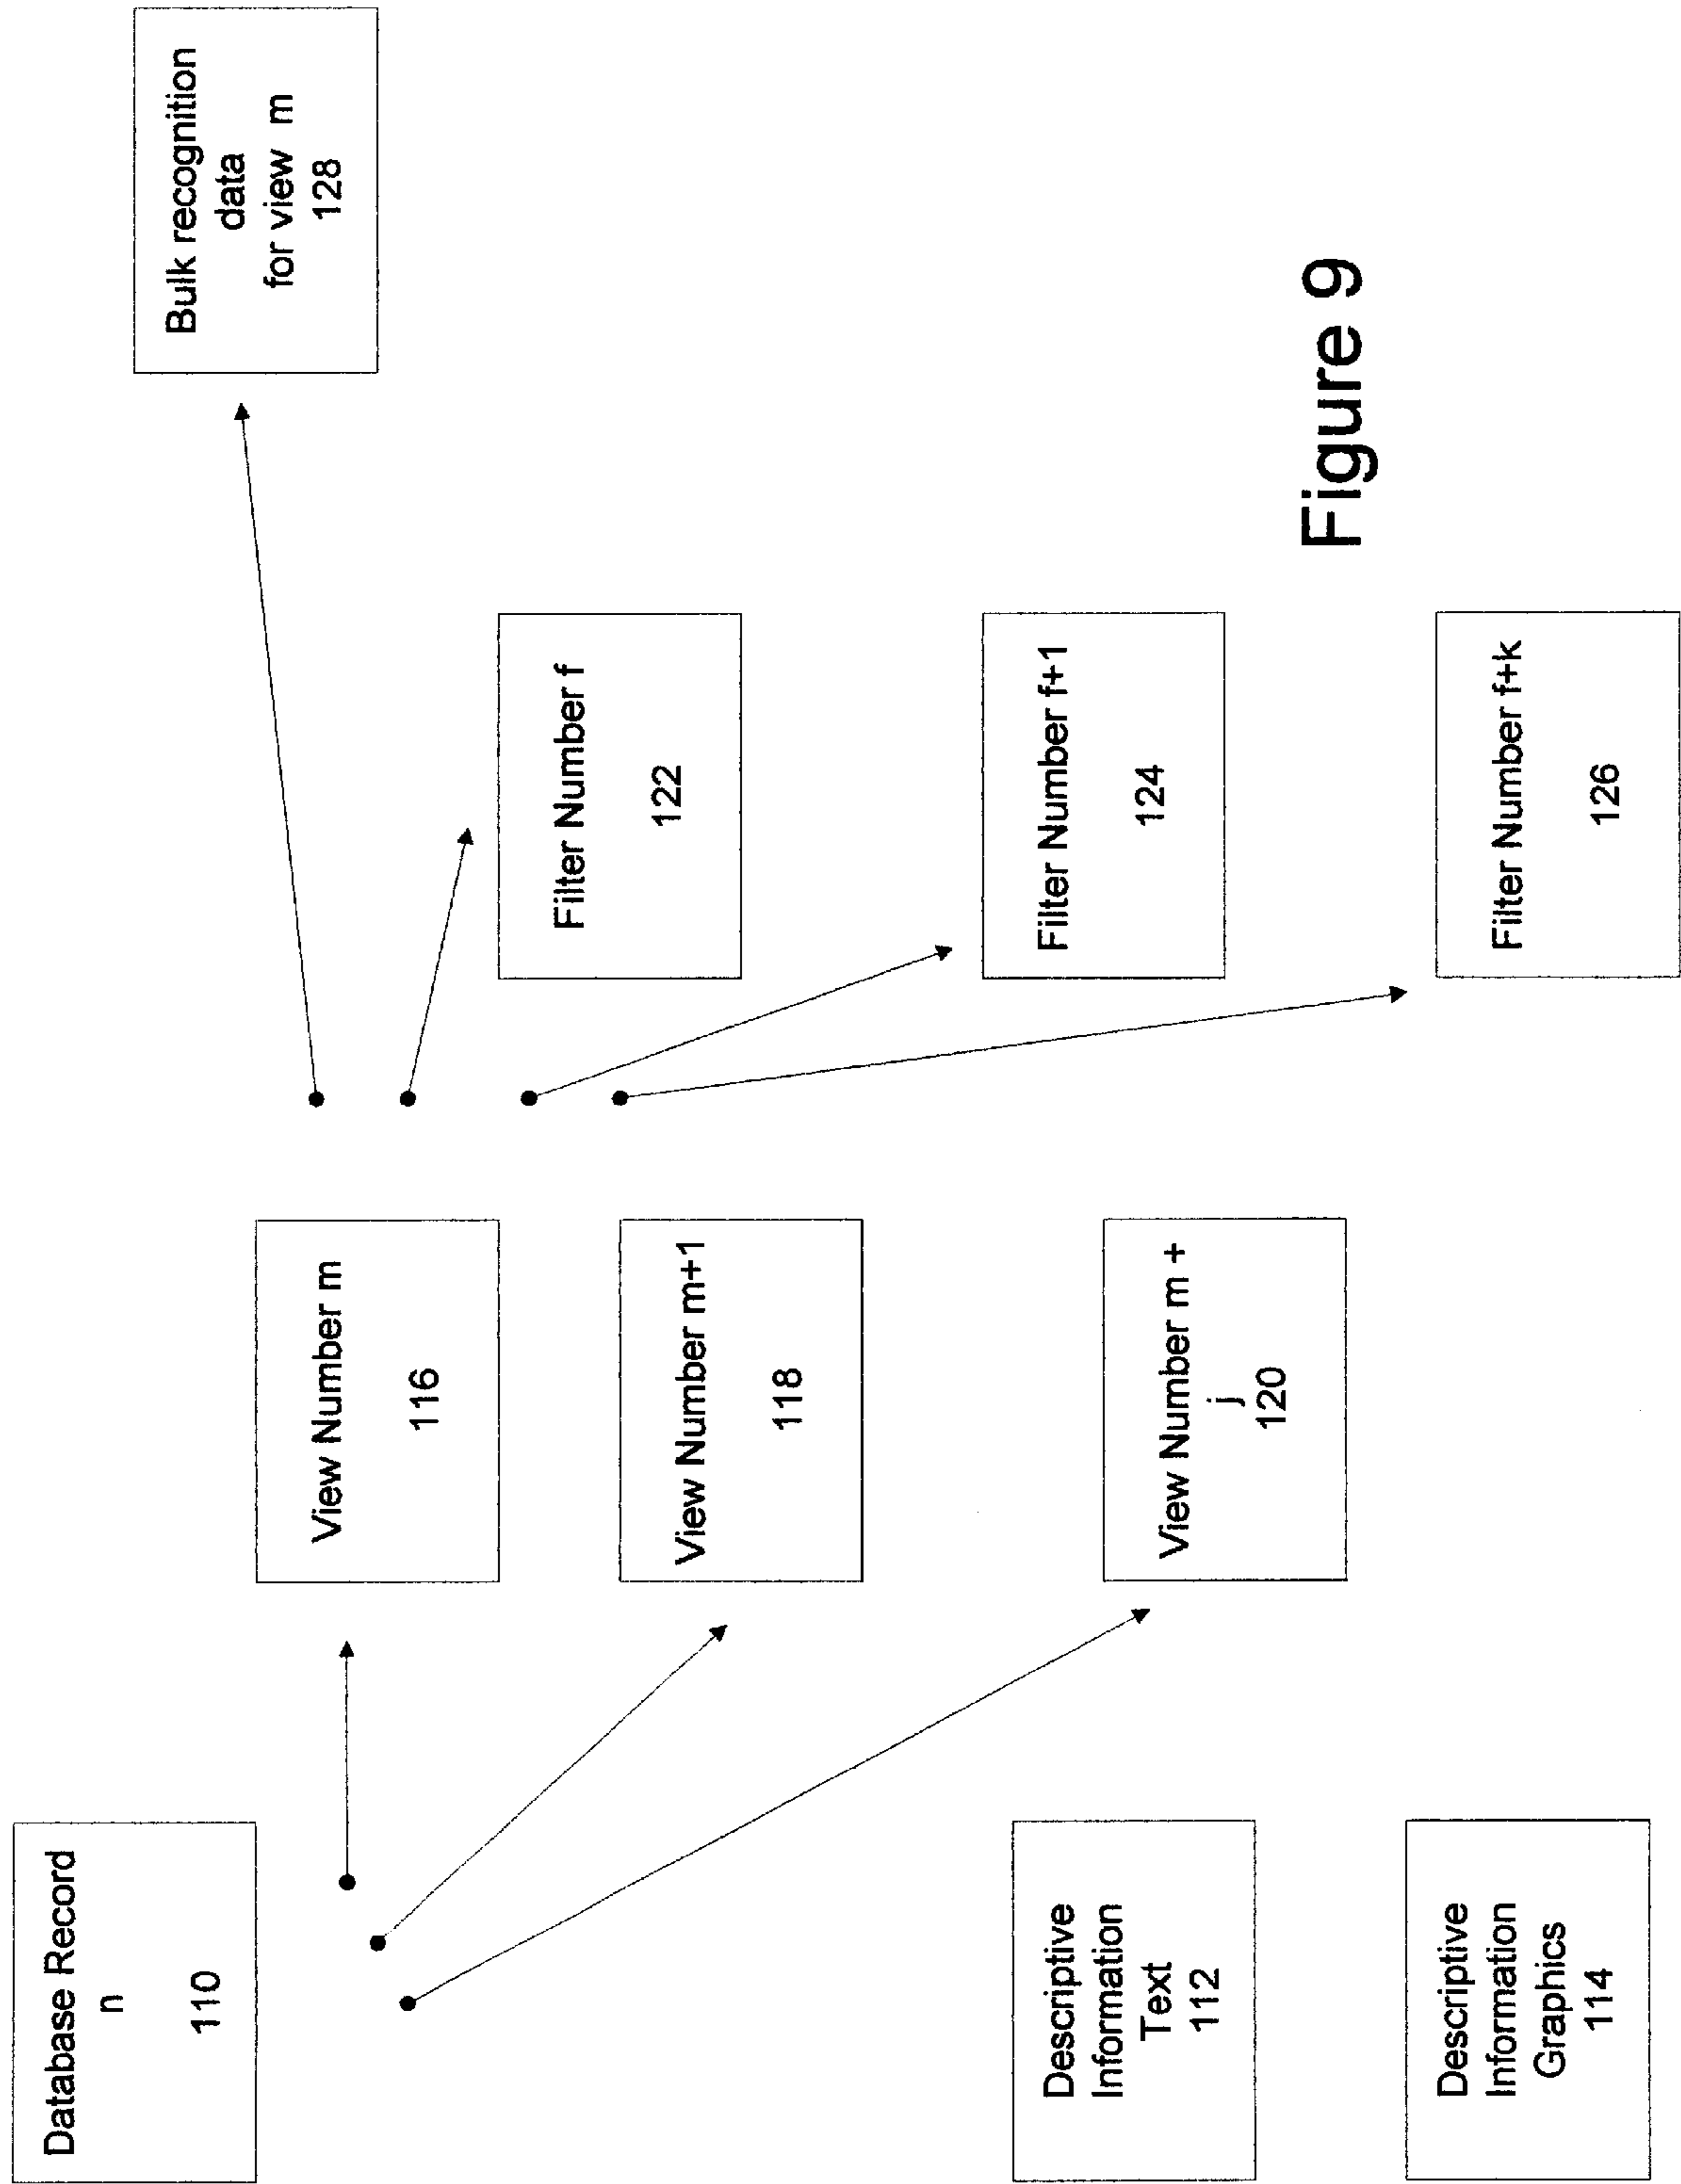 Database Record
n
110
Descriptive
Information
Text
112
Descriptive
Information
Graphics
114
View Number m
116
View Number m+1
118
View Number m +
j
120
Filter Number f
122
Filter Number f+1
124
Filter Number f+k
126
Bulk recognition
data
for view m
128
Figure 9